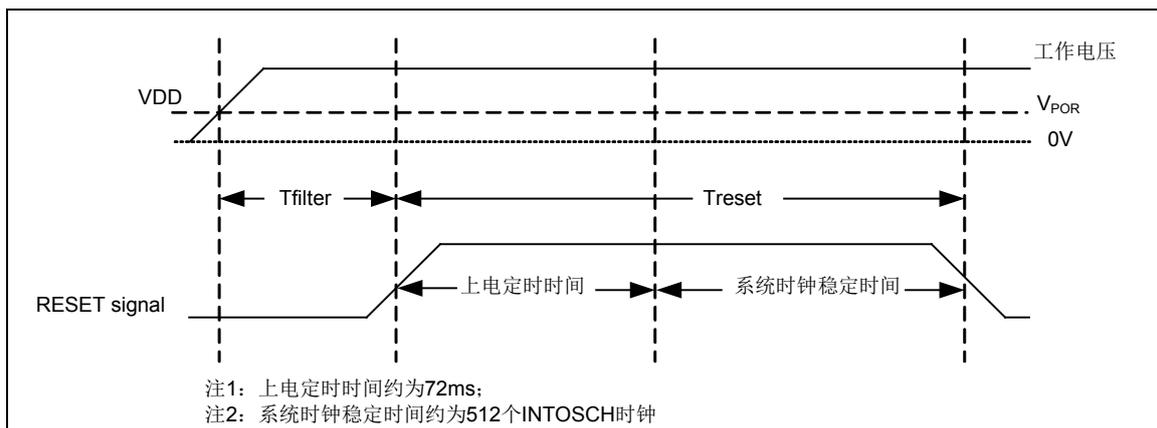 工作电压
VDD
VPOR
0V
Tfilter
Treset
上电定时时间
系统时钟稳定时间
RESET signal
注1：上电定时时间约为72ms；
注2：系统时钟稳定时间约为512个INTOSCH时钟